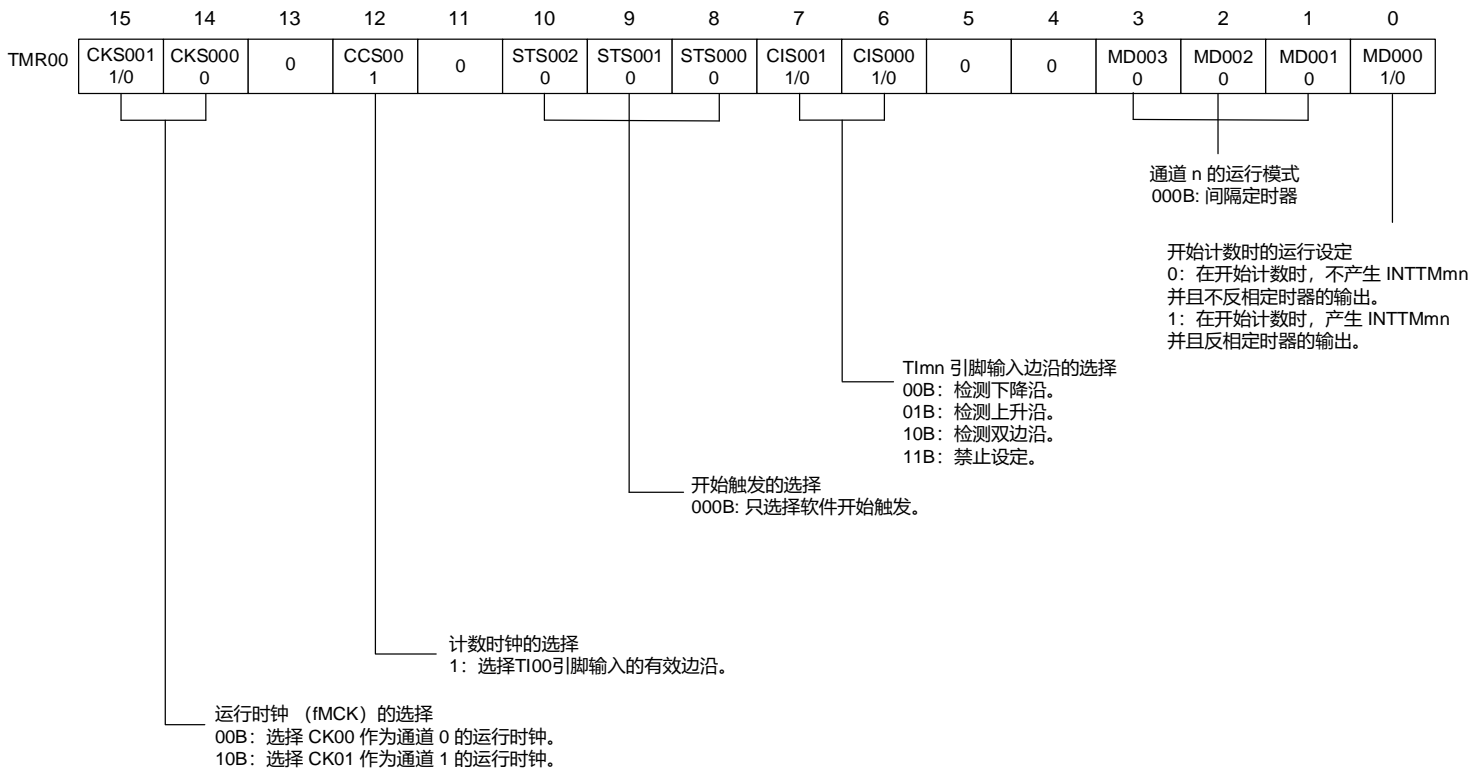 15 14 13 12 11 10 9 8 7 6 5 4 3 2 1 0
TMR00 CKS001 CKS000 0 CCS00 0 STS002 STS001 STS000 CIS001 CIS000 0 0 MD003 MD002 MD001 MD000
1/0 0 1 0 0 0 1/0 1/0 0 0 0 1/0
通道 n 的运行模式
000B: 间隔定时器
开始计数时的运行设定
0：在开始计数时，不产生 INTTMmn
并且不反相定时器的输出。
1：在开始计数时，产生 INTTMmn
并且反相定时器的输出。
TImn 引脚输入边沿的选择
00B：检测下降沿。
01B：检测上升沿。
10B：检测双边沿。
11B：禁止设定。
开始触发的选择
000B: 只选择软件开始触发。
计数时钟的选择
1：选择TI00引脚输入的有效边沿。
运行时钟 （fMCK）的选择
00B：选择 CK00 作为通道 0 的运行时钟。
10B：选择 CK01 作为通道 1 的运行时钟。